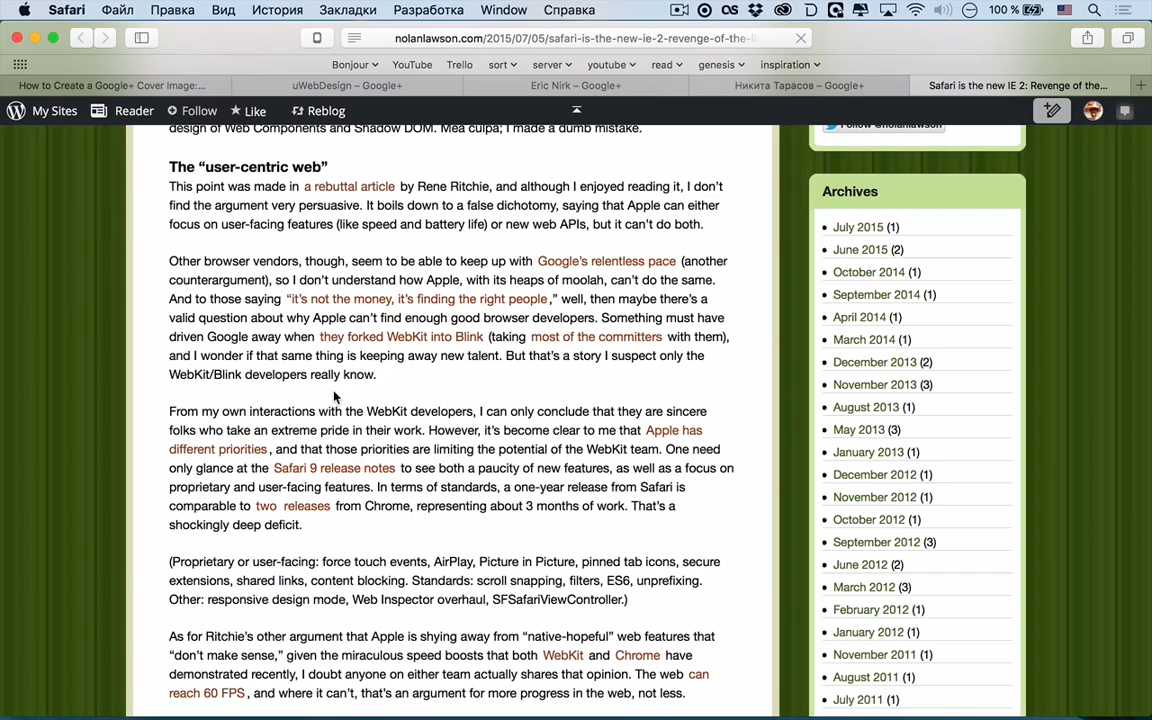 Safari Файл Правка Вид История Закладки Разработка Window Справка 100 %
nolanlawson.com/2015/07/05/safari-is-the-new-ie-2-revenge-of-the-li
Bonjour YouTube Trello sort server youtube read genesis inspiration
How to Create a Google+ Cover Image:... uWebDesign – Google+ Eric Nirk – Google+ Никита Тарасов – Google+ Safari is the new IE 2: Revenge of the...
My Sites Reader Follow Like Reblog
design of Web Components and Shadow DOM. Mea culpa; I made a dumb mistake.
Follow @nolanlawson
The “user-centric web”
This point was made in a rebuttal article by Rene Ritchie, and although I enjoyed reading it, I don’t
find the argument very persuasive. It boils down to a false dichotomy, saying that Apple can either
focus on user-facing features (like speed and battery life) or new web APIs, but it can’t do both.
Other browser vendors, though, seem to be able to keep up with Google’s relentless pace (another
counterargument), so I don’t understand how Apple, with its heaps of moolah, can’t do the same.
And to those saying “it’s not the money, it’s finding the right people,” well, then maybe there’s a
valid question about why Apple can’t find enough good browser developers. Something must have
driven Google away when they forked WebKit into Blink (taking most of the committers with them),
and I wonder if that same thing is keeping away new talent. But that’s a story I suspect only the
WebKit/Blink developers really know.
From my own interactions with the WebKit developers, I can only conclude that they are sincere
folks who take an extreme pride in their work. However, it’s become clear to me that Apple has
different priorities, and that those priorities are limiting the potential of the WebKit team. One need
only glance at the Safari 9 release notes to see both a paucity of new features, as well as a focus on
proprietary and user-facing features. In terms of standards, a one-year release from Safari is
comparable to two releases from Chrome, representing about 3 months of work. That’s a
shockingly deep deficit.
(Proprietary or user-facing: force touch events, AirPlay, Picture in Picture, pinned tab icons, secure
extensions, shared links, content blocking. Standards: scroll snapping, filters, ES6, unprefixing.
Other: responsive design mode, Web Inspector overhaul, SFSafariViewController.)
As for Ritchie’s other argument that Apple is shying away from “native-hopeful” web features that
“don’t make sense,” given the miraculous speed boosts that both WebKit and Chrome have
demonstrated recently, I doubt anyone on either team actually shares that opinion. The web can
reach 60 FPS, and where it can’t, that’s an argument for more progress in the web, not less.
Archives
July 2015 (1)
June 2015 (2)
October 2014 (1)
September 2014 (1)
April 2014 (1)
March 2014 (1)
December 2013 (2)
November 2013 (3)
August 2013 (1)
May 2013 (3)
January 2013 (1)
December 2012 (1)
November 2012 (1)
October 2012 (1)
September 2012 (3)
June 2012 (2)
March 2012 (3)
February 2012 (1)
January 2012 (1)
November 2011 (1)
August 2011 (1)
July 2011 (1)